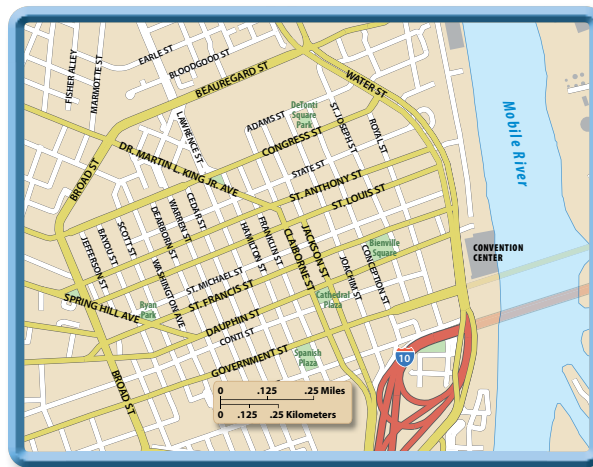 FISHER ALLEY
MARMOTTE ST
EARLE ST
BLOODGOOD ST
BEAUREGARD ST
WATER ST
LAWRENCE ST
ADAMS ST
DeTonti
Square
Park
ST. JOSEPH ST
ROYAL ST
CONGRESS ST
Mobile River
BROAD ST
DR. MARTIN L. KING JR. AVE
STATE ST
ST. ANTHONY ST
ST. LOUIS ST
JEFFERSON ST
BAYOU ST
SCOTT ST
DEARBORN ST
WARREN ST
CEDAR ST
HAMILTON ST
FRANKLIN ST
CLAIBORNE ST
JACKSON ST
JOACHIM ST
CONCEPTION ST
Bienville
Square
CONVENTION
CENTER
WASHINGTON AVE
ST. MICHAEL ST
ST. FRANCIS ST
SPRING HILL AVE
Ryan
Park
Cathedral
Plaza
DAUPHIN ST
CONTI ST
GOVERNMENT ST
Spanish
Plaza
10
BROAD ST
0 .125 .25 Miles
0 .125 .25 Kilometers